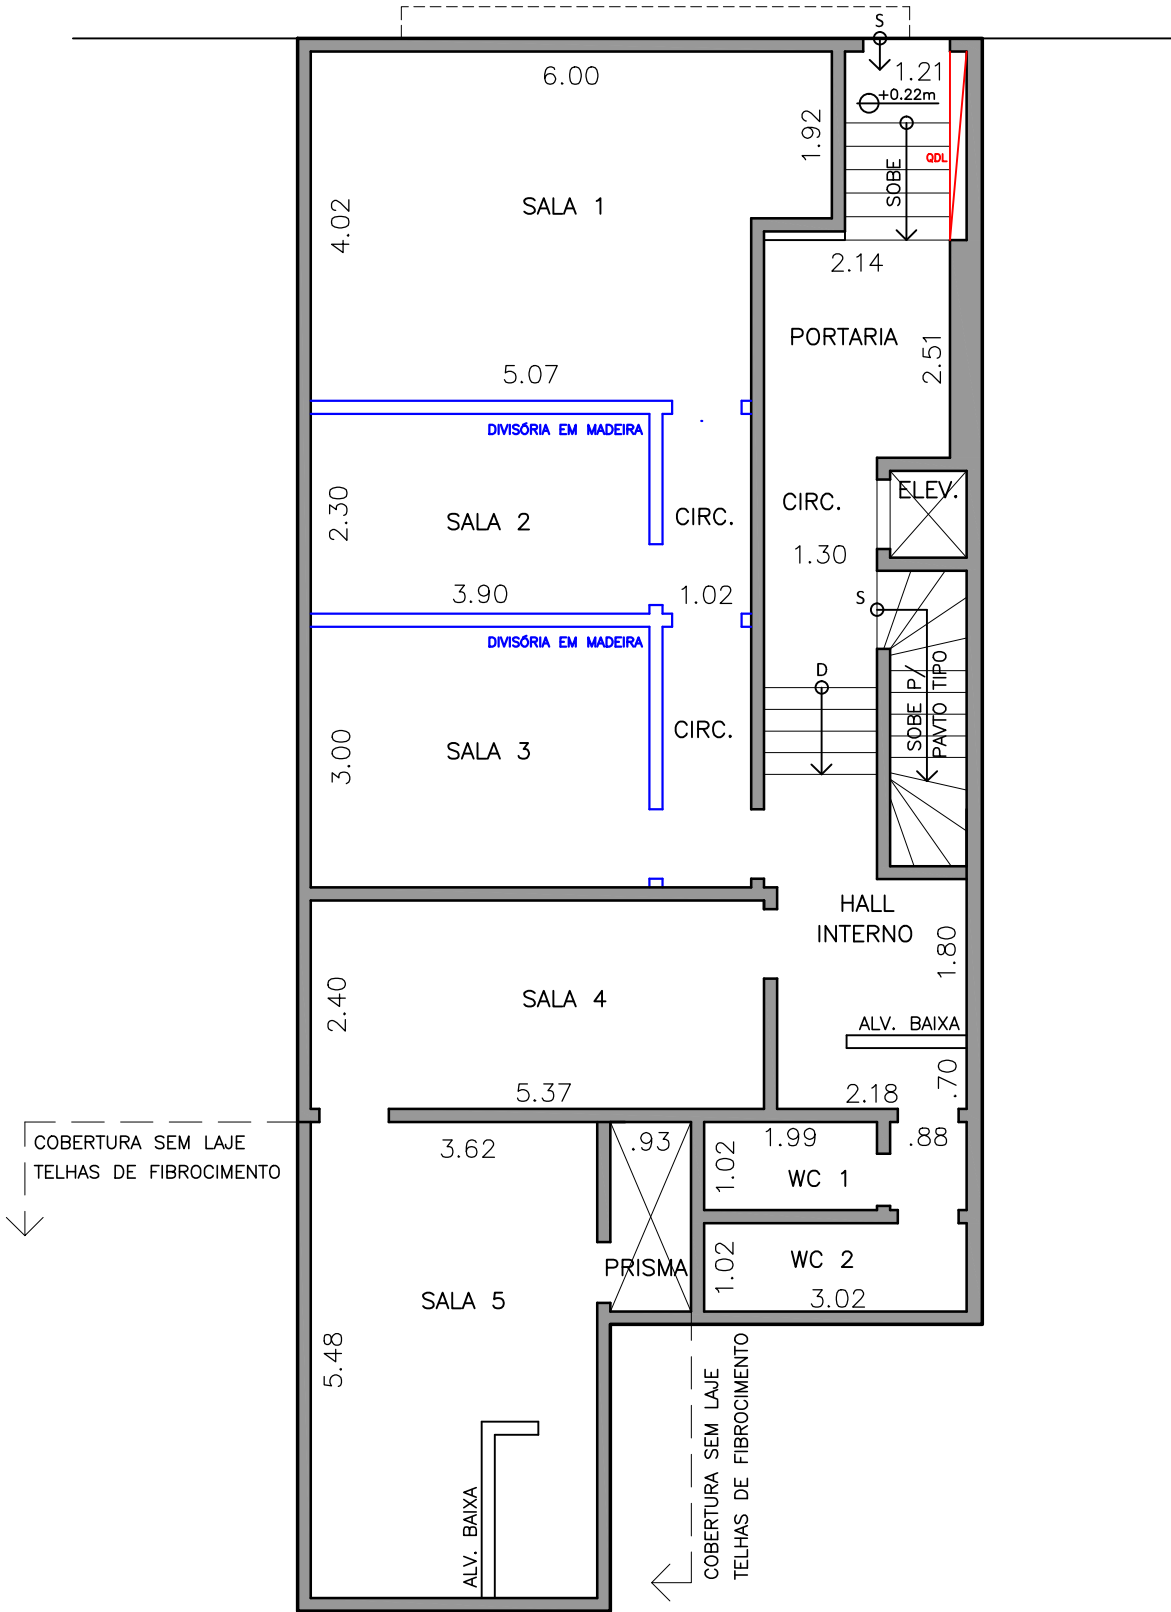 S
6.00
1.21
+0.22m
1.92
QDL
SOBE
SALA 1
4.02
2.14
PORTARIA
2.51
5.07
DIVISÓRIA EM MADEIRA
ELEV.
CIRC.
2.30
SALA 2
CIRC.
1.30
3.90
1.02
S
DIVISÓRIA EM MADEIRA
D
SOBE P/
PAVTO TIPO
CIRC.
3.00
SALA 3
HALL
INTERNO
1.80
2.40
SALA 4
ALV. BAIXA
.70
5.37
2.18
COBERTURA SEM LAJE
TELHAS DE FIBROCIMENTO
3.62
.93
1.99
.88
1.02
WC 1
PRISMA
1.02
WC 2
SALA 5
3.02
5.48
COBERTURA SEM LAJE
TELHAS DE FIBROCIMENTO
ALV. BAIXA